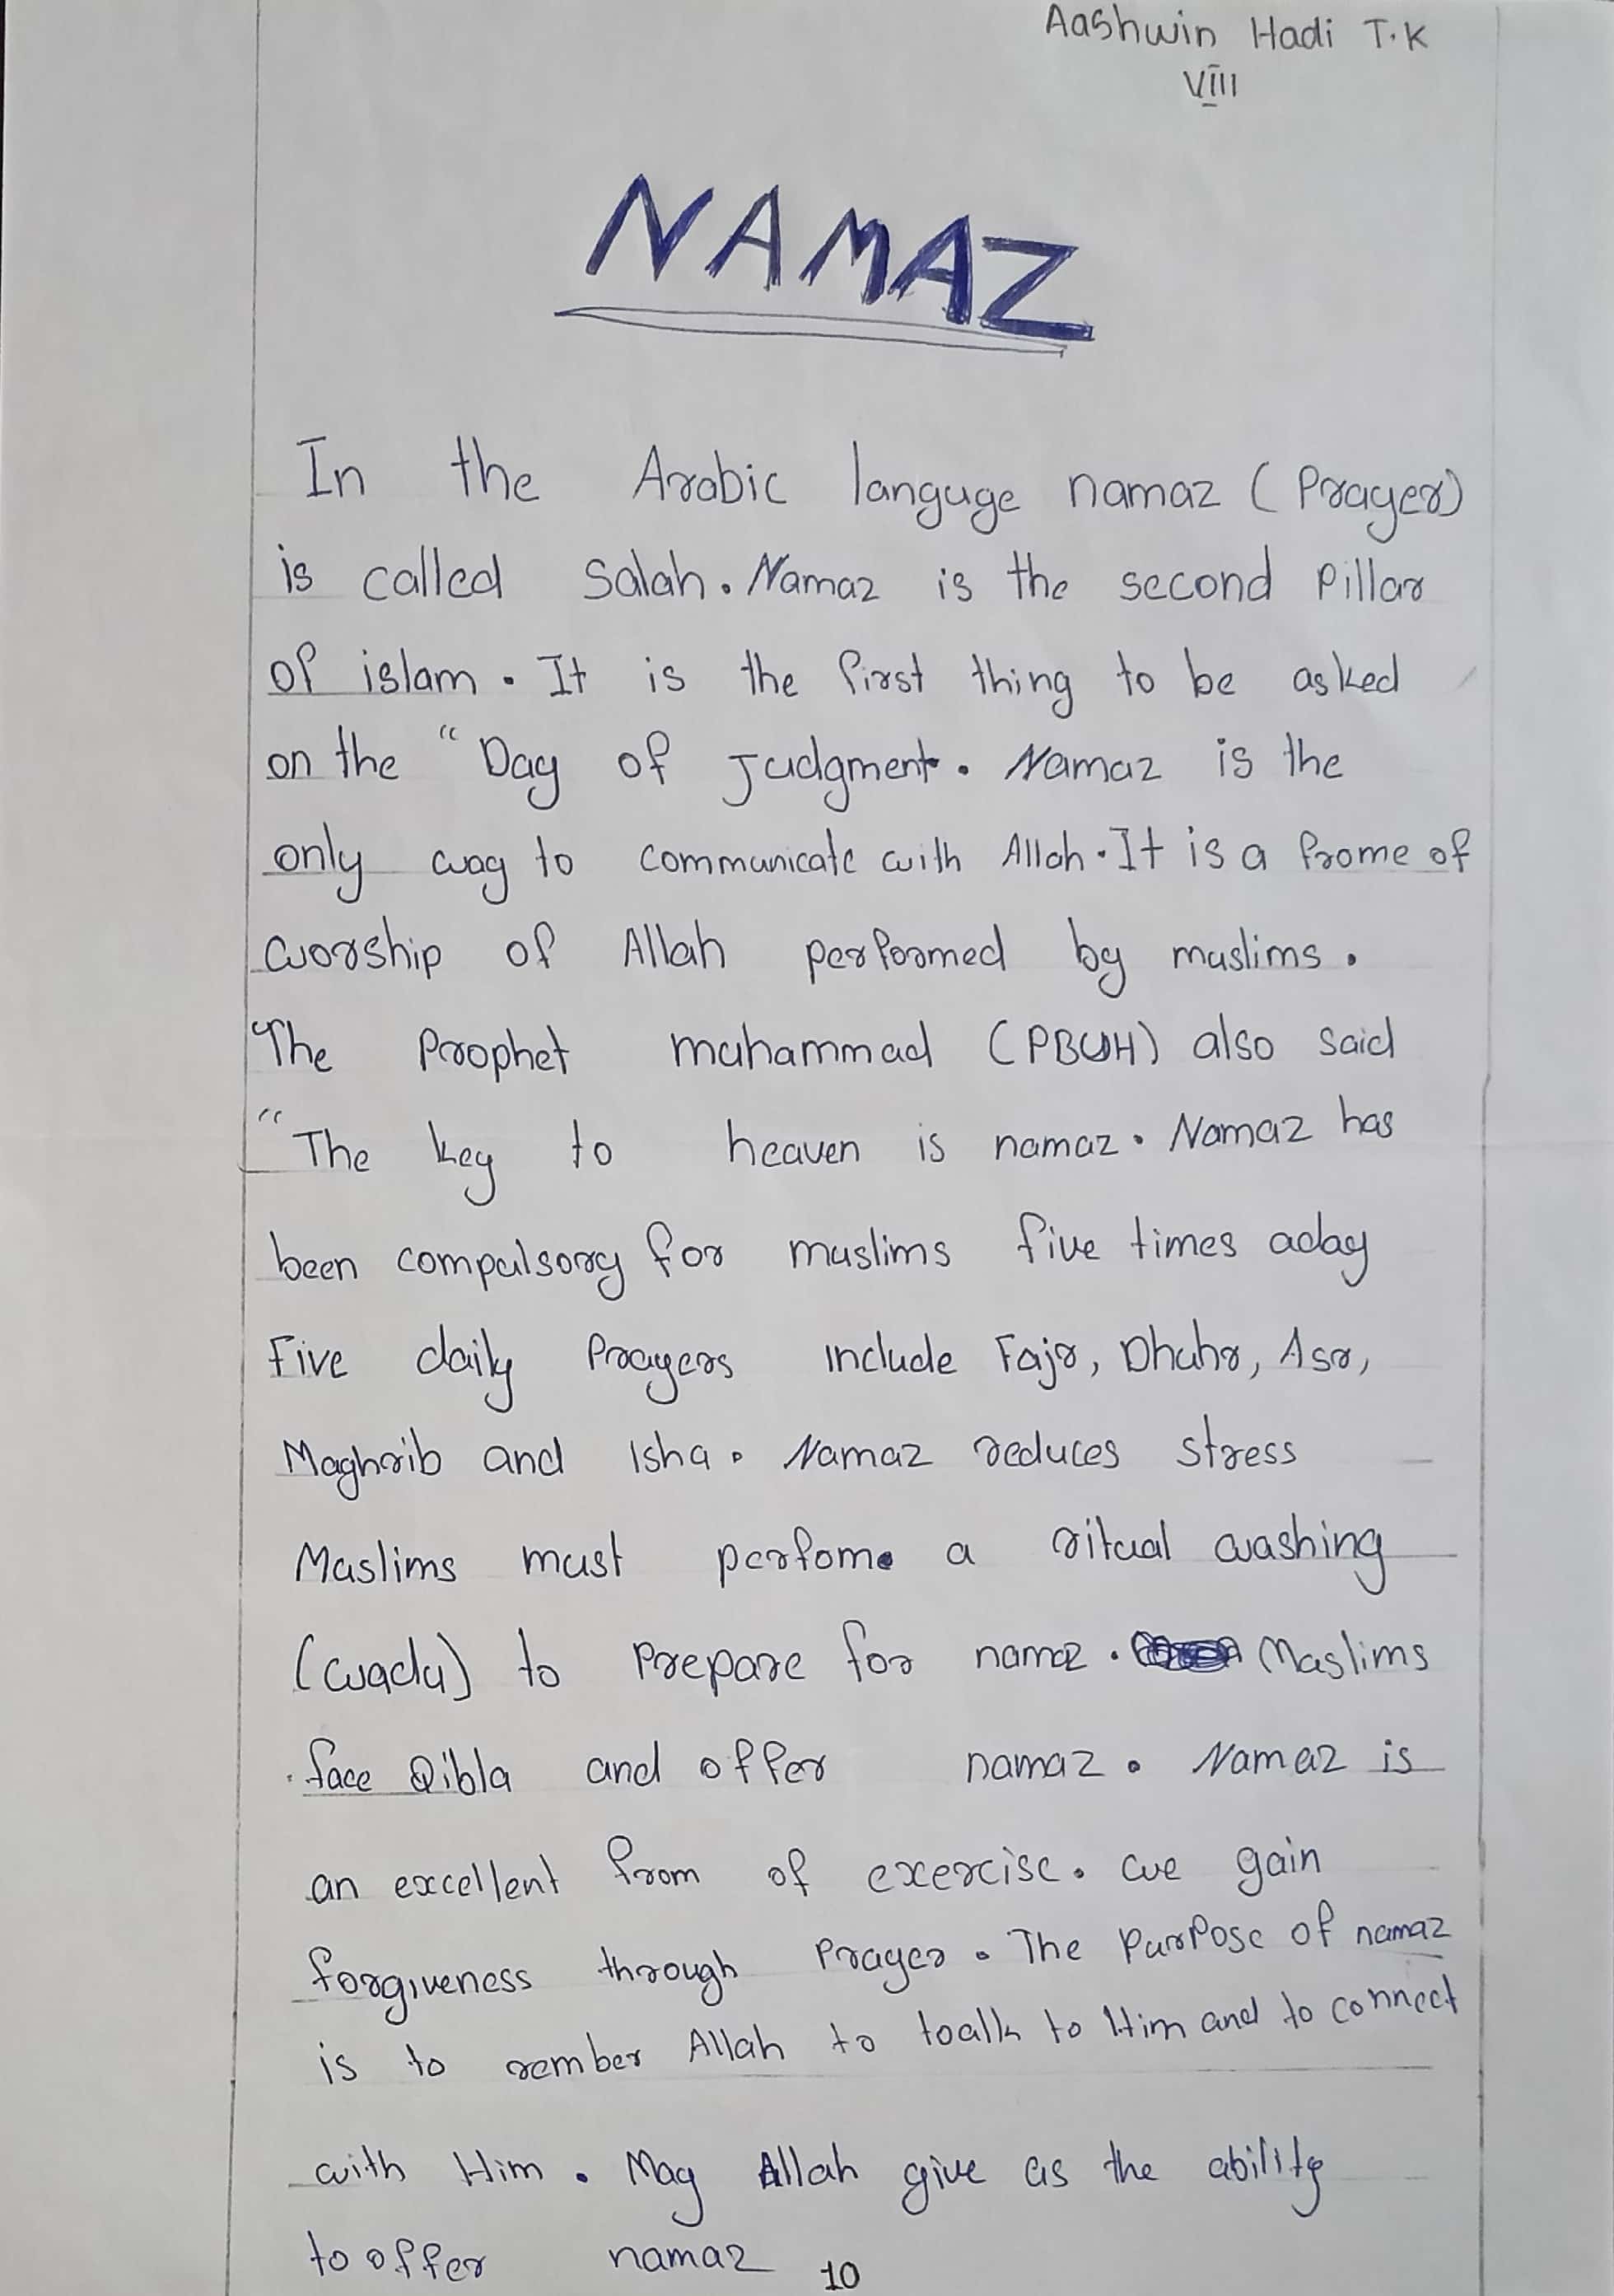 Aashwin Hadi T.K
VIII
NAMAZ
In the Arabic languge namaz (Prayer)
is called Salah. Namaz is the second Pillar
of islam. It is the first thing to be asked
on the "Day of Judgment. Namaz is the
only way to communicate with Allah. It is a frome of
worship of Allah performed by muslims.
The Prophet muhammad (PBUH) also said
"The key to heaven is namaz. Namaz has
been compulsory for muslims five times aday
Five daily Prayers include Fajr, Dhuhr, Asr,
Maghrib and Isha. Namaz reduces stress
Muslims must perfome a ritual washing
(wadu) to Prepare for namaz. Muslims
face Qibla and offer namaz. Namaz is
an excellent from of exercise. we gain
forgiveness through Prayer. The PurPose of namaz
is to rember Allah to toalk to Him and to connect
with Him. May Allah give us the ability
to offer namaz
10